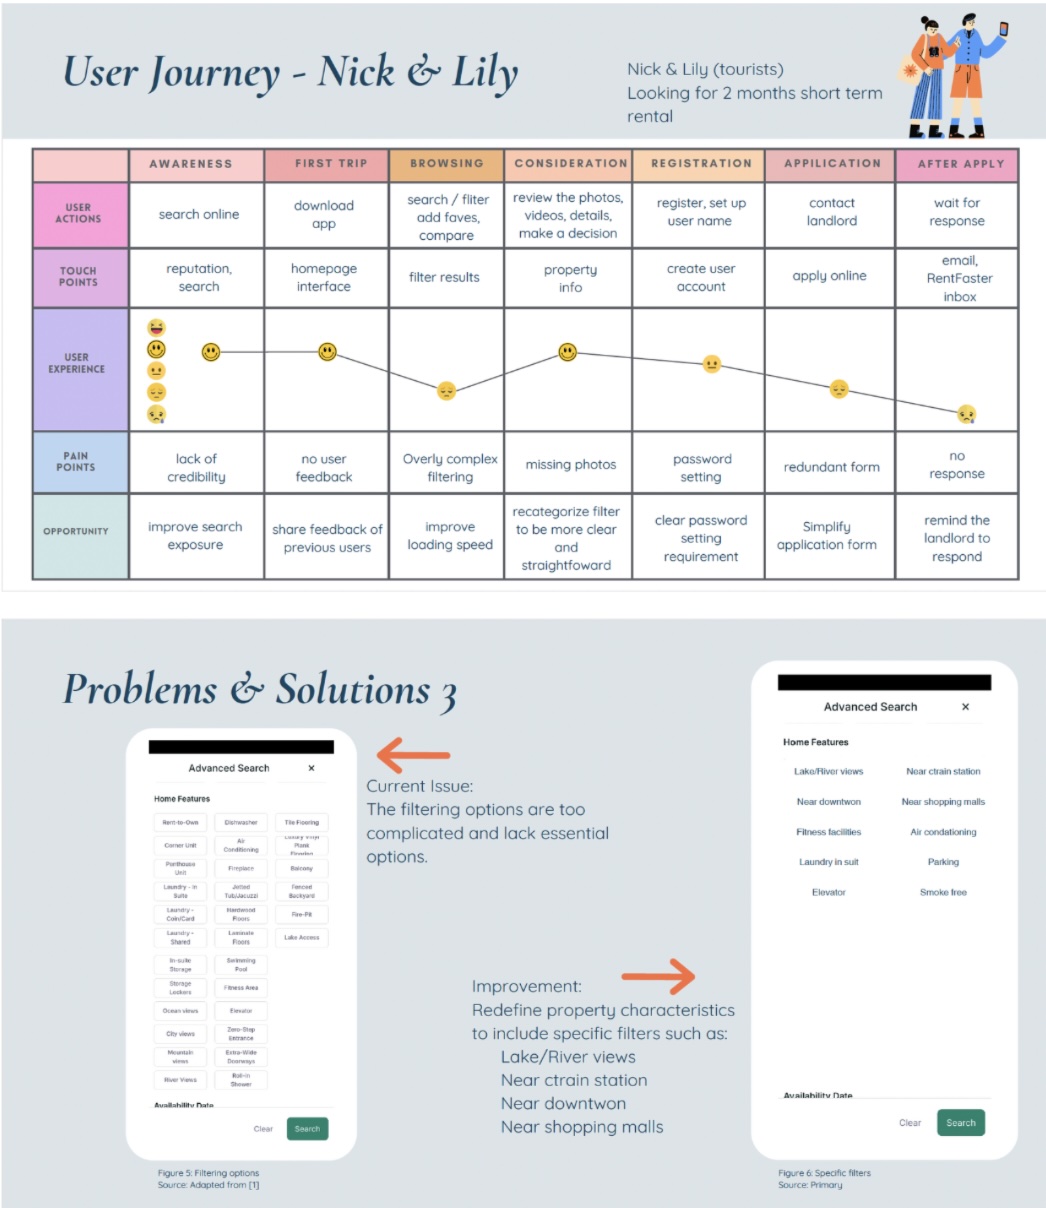 User Journey - Nick & Lily
Nick & Lily (tourists)
Looking for 2 months short term
rental
AWARENESS
FIRST TRIP
BROWSING
CONSIDERATION
REGISTRATION
APPILICATION
AFTER APPLY
USER
ACTIONS
search online
download
app
search / fliter
add faves,
compare
review the photos,
videos, details,
make a decision
register, set up
user name
contact
landlord
wait for
response
TOUCH
POINTS
reputation,
search
homepage
interface
filter results
property
info
create user
account
apply online
email,
RentFaster
inbox
USER
EXPERIENCE
PAIN
POINTS
lack of
credibility
no user
feedback
Overly complex
filtering
missing photos
password
setting
redundant form
no
response
OPPORTUNITY
improve search
exposure
share feedback of
previous users
improve
loading speed
recategorize filter
to be more clear
and
straightfoward
clear password
setting
requirement
Simplify
application form
remind the
landlord to
respond
Problems & Solutions 3
Advanced Search ×
Home Features
Rent-to-Own
Dishwasher
Tile Flooring
Corner Unit
Air
Conditioning
Luxury Vinyl
Plank
Flooring
Penthouse
Unit
Fireplace
Balcony
Laundry - In
Suite
Jetted
Tub/Jacuzzi
Fenced
Backyard
Laundry -
Coin/Card
Hardwood
Floors
Fire-Pit
Laundry -
Shared
Laminate
Floors
Lake Access
In-suite
Storage
Swimming
Pool
Storage
Lockers
Fitness Area
Ocean views
Elevator
City views
Zero-Step
Entrance
Mountain
views
Extra-Wide
Doorways
River Views
Roll-in
Shower
Availability Date
Clear
Search
Figure 5: Filtering options
Source: Adapted from [1]
Current Issue:
The filtering options are too
complicated and lack essential
options.
Improvement:
Redefine property characteristics
to include specific filters such as:
Lake/River views
Near ctrain station
Near downtwon
Near shopping malls
Advanced Search ×
Home Features
Lake/River views
Near ctrain station
Near downtwon
Near shopping malls
Fitness facilities
Air condationing
Laundry in suit
Parking
Elevator
Smoke free
Availability Date
Clear
Search
Figure 6: Specific filters
Source: Primary